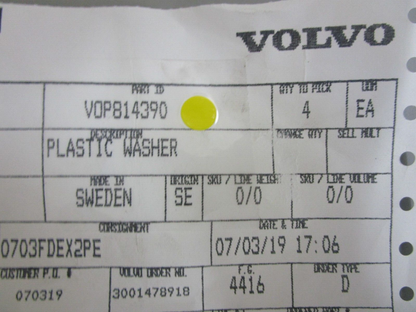 VOLVO
PART ID QTY TO PICK UOM
VOP814390 4 EA
DESCRIPTION PACKAGE QTY SELL MULT
PLASTIC WASHER
MADE IN ORIGIN SKU / LINE WEIGH SKU / LINE VOLUME
SWEDEN SE 0/0 0/0
CONSIGNMENT DATE & TIME
0703FDEX2PE 07/03/19 17:06
CUSTOMER P.O. # VOLVO ORDER NO. F.G. ORDER TYPE
070319 3001478918 4416 D